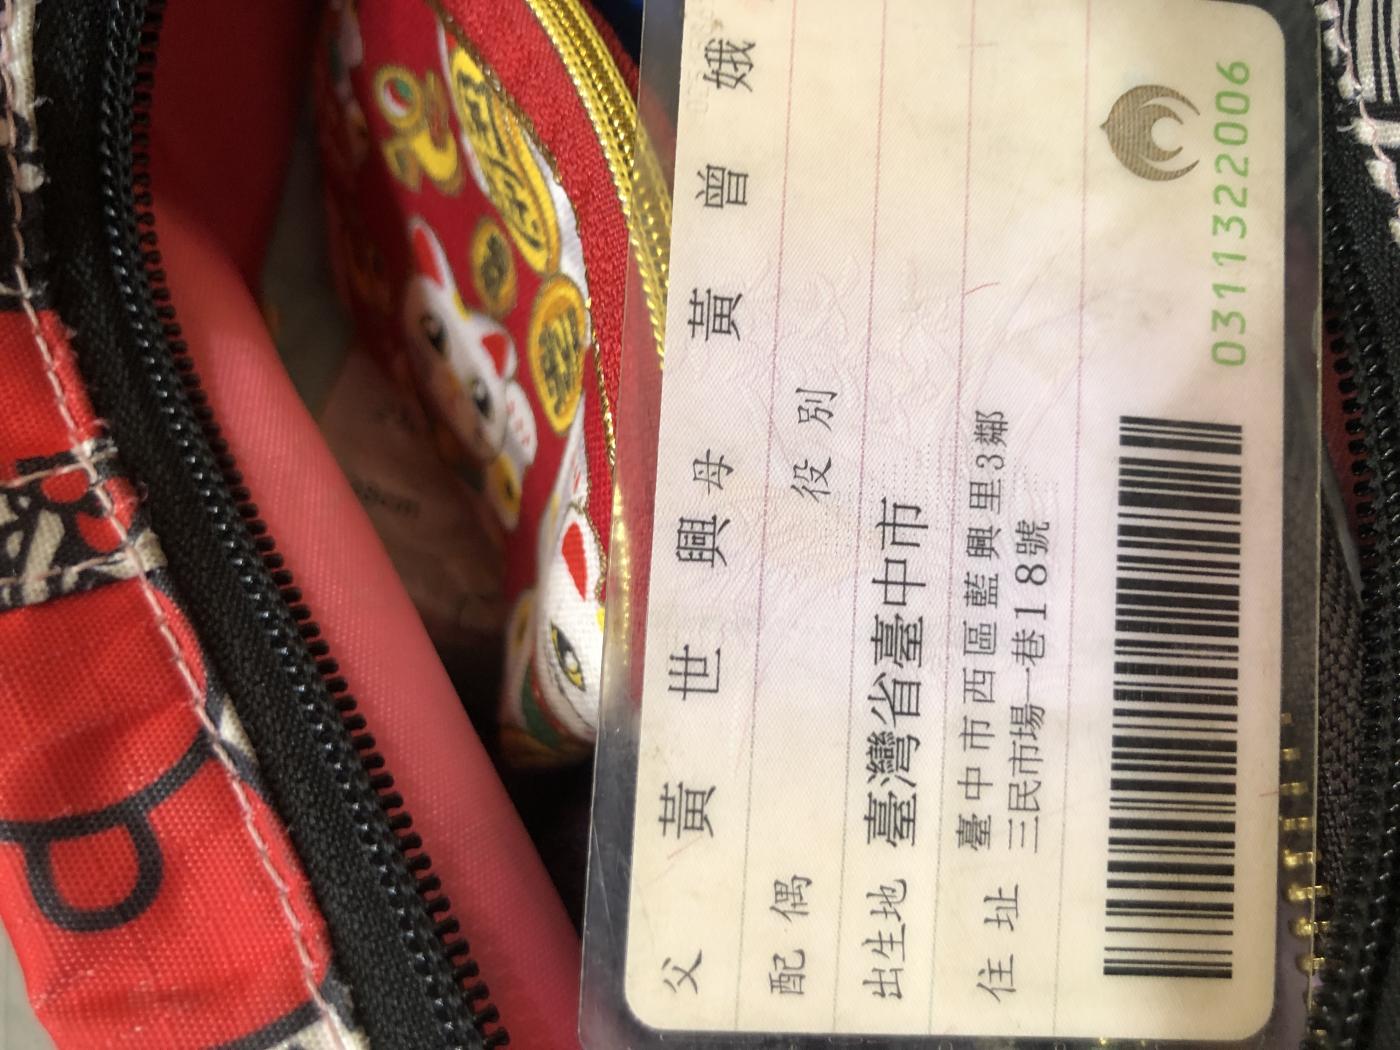 父 黃世興 母 黃曾娥
配偶 役別
出生地 臺灣省臺中市
住址 臺中市西區藍興里3鄰
三民市場一巷18號
0311322006